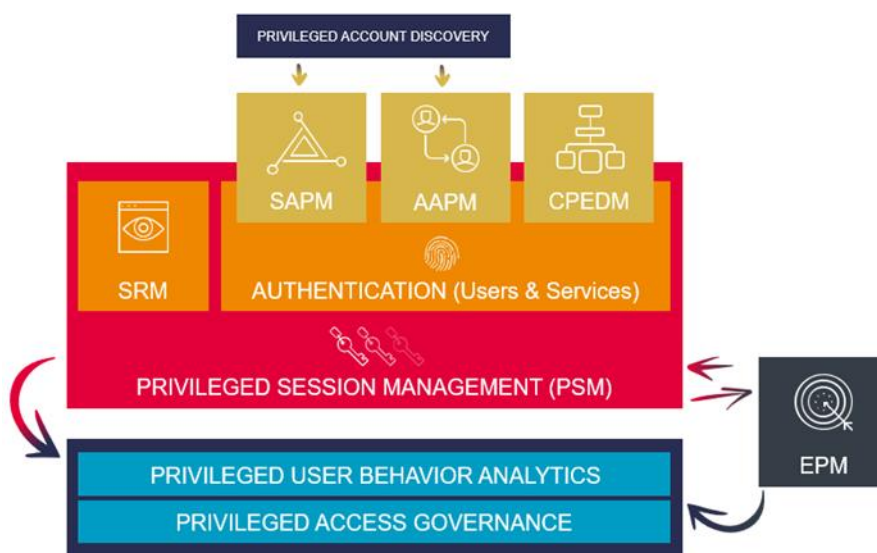 PRIVILEGED ACCOUNT DISCOVERY
SAPM
AAPM
CPEDM
SRM
AUTHENTICATION (Users & Services)
PRIVILEGED SESSION MANAGEMENT (PSM)
EPM
PRIVILEGED USER BEHAVIOR ANALYTICS
PRIVILEGED ACCESS GOVERNANCE